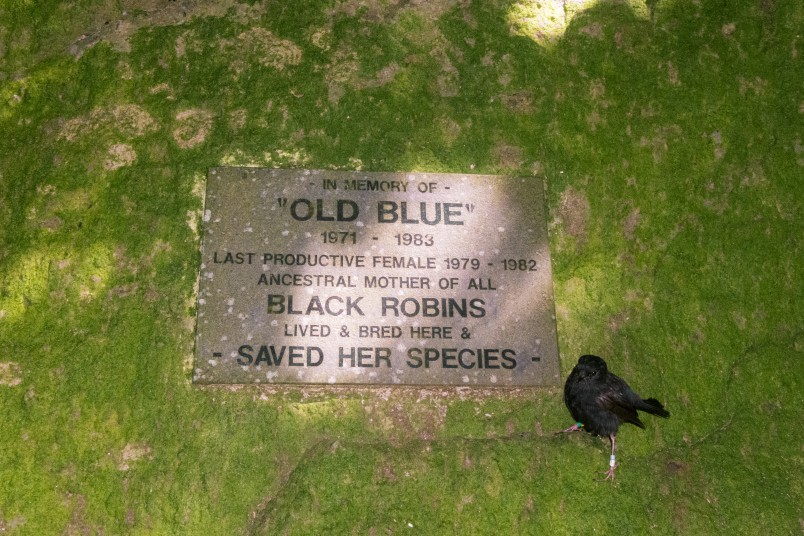 - IN MEMORY OF -
"OLD BLUE"
1971 - 1983
LAST PRODUCTIVE FEMALE 1979 - 1982
ANCESTRAL MOTHER OF ALL
BLACK ROBINS
LIVED & BRED HERE &
- SAVED HER SPECIES -